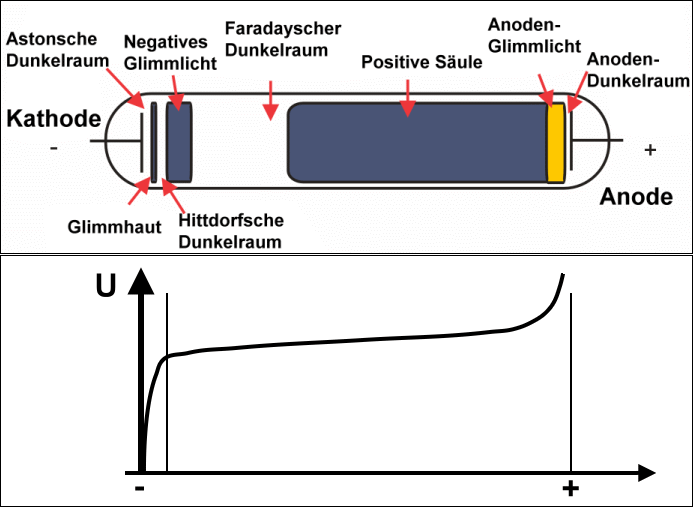 Astonsche
Dunkelraum
Negatives
Glimmlicht
Faradayscher
Dunkelraum
Positive Säule
Anoden-
Glimmlicht
Anoden-
Dunkelraum
Kathode
-
+
Anode
Glimmhaut
Hittdorfsche
Dunkelraum
U
-
+